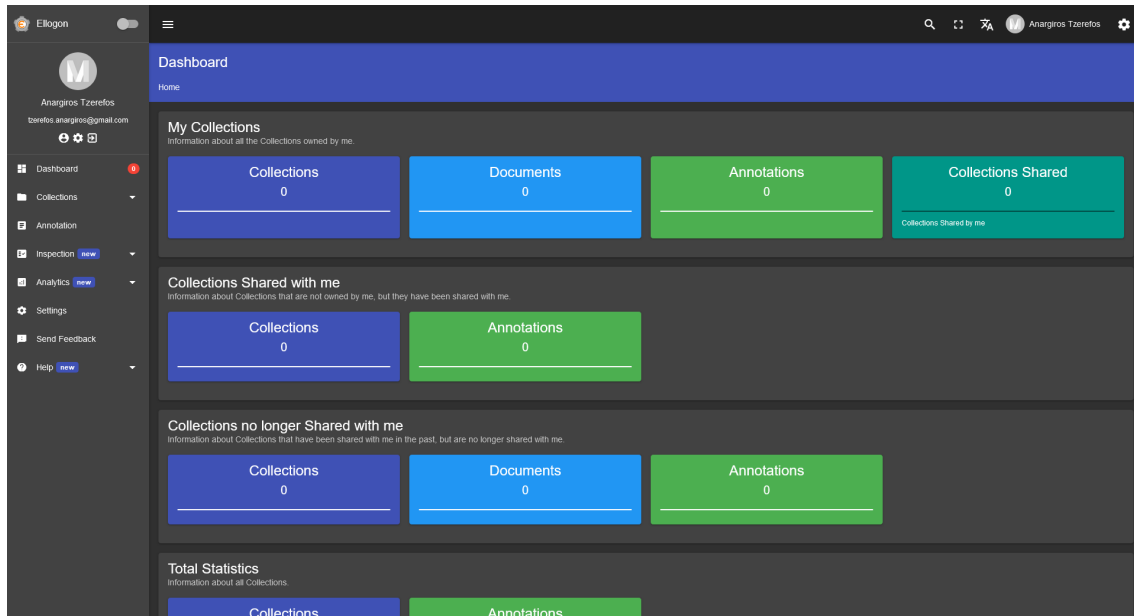 Ellogon
Anargiros Tzerefos
Anargiros Tzerefos
tzerefos.anargiros@gmail.com
Dashboard 0
Collections
Annotation
Inspection new
Analytics new
Settings
Send Feedback
Help new
Dashboard
Home
My Collections
Information about all the Collections owned by me.
Collections
0
Documents
0
Annotations
0
Collections Shared
0
Collections Shared by me
Collections Shared with me
Information about Collections that are not owned by me, but they have been shared with me.
Collections
0
Annotations
0
Collections no longer Shared with me
Information about Collections that have been shared with me in the past, but are no longer shared with me.
Collections
0
Documents
0
Annotations
0
Total Statistics
Information about all Collections.
Collections
Annotations